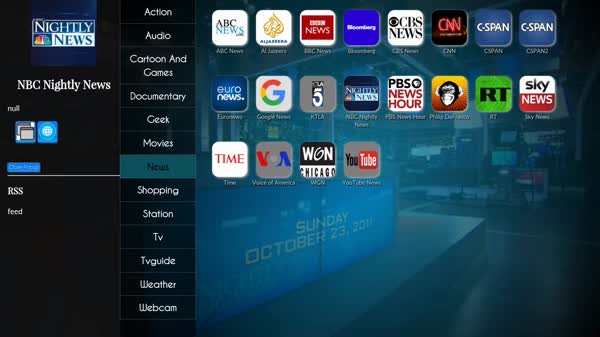 NIGHTLY
NEWS
NBC Nightly News
null
Close Popup
RSS
feed
Action
Audio
Cartoon And
Games
Documentary
Geek
Movies
News
Shopping
Station
Tv
Tvguide
Weather
Webcam
abc
NEWS
ALJAZEERA
BBC
NEWS
Bloomberg
CBS
NEWS
CNN
C-SPAN
C-SPAN
ABC News
Al Jazeera
BBC News
Bloomberg
CBS News
CNN
CSPAN
CSPAN2
euro
news.
G
5
NIGHTLY
NEWS
PBS
NEWS
HOUR
RT
sky
NEWS
Euronews
Google News
KTLA
NBC Nightly
News
PBS News Hour
Philip DeFranco
RT
Sky News
TIME
VOA
WGN
CHICAGO
YouTube
Time
Voice of America
WGN
YouTube News
SUNDAY
OCTOBER 23, 2011